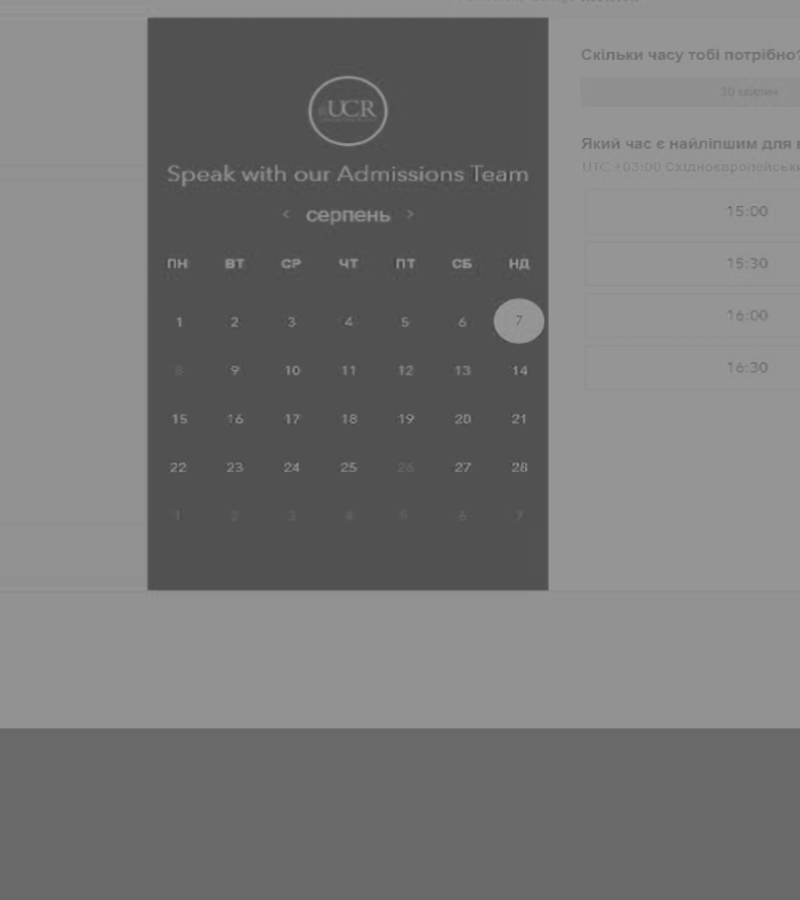 UCR
Speak with our Admissions Team
< серпень >
ПН ВТ СР ЧТ ПТ СБ НД
1 2 3 4 5 6 7
8 9 10 11 12 13 14
15 16 17 18 19 20 21
22 23 24 25 26 27 28
1 2 3 4 5 6 7
Скільки часу тобі потрібно?
30 хвилин
Який час є найліпшим для
UTC +03:00
15:00
15:30
16:00
16:30